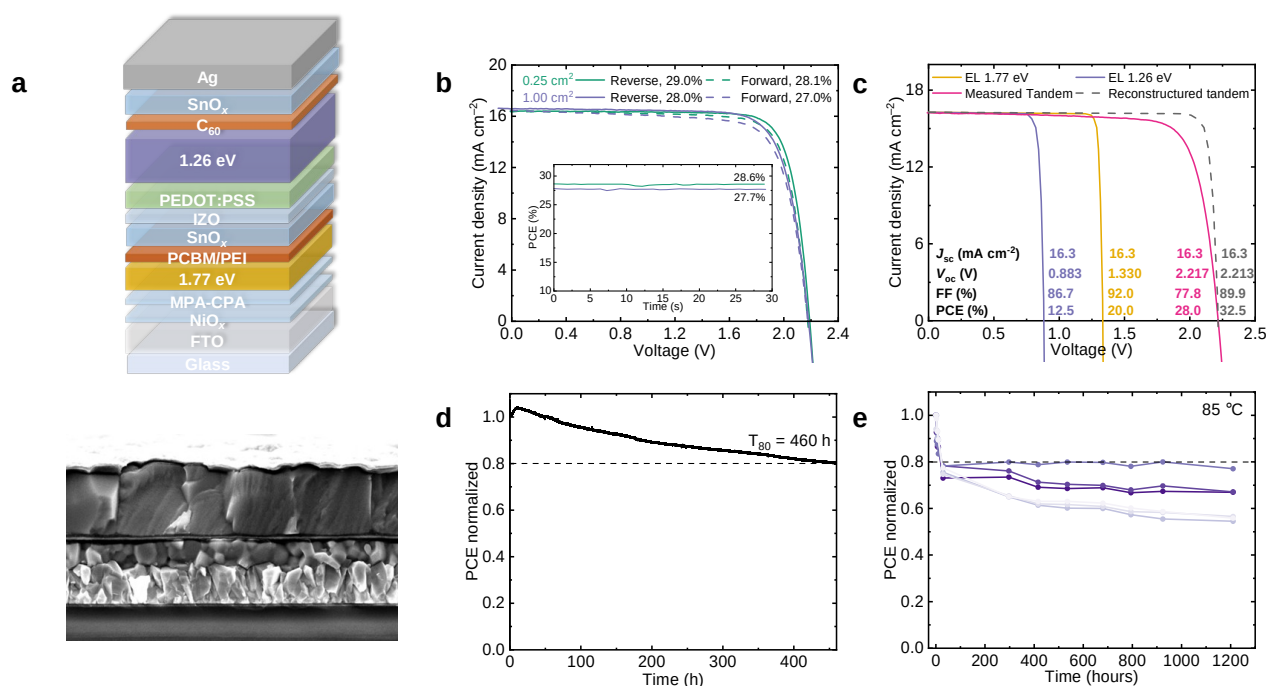 a
Ag
SnOx
C60
1.26 eV
PEDOT:PSS
IZO
SnOx
PCBM/PEI
1.77 eV
MPA-CPA
NiOx
FTO
Glass
b
0.25 cm² Reverse, 29.0% Forward, 28.1%
1.00 cm² Reverse, 28.0% Forward, 27.0%
Current density (mA cm⁻²)
20
16
12
8
4
0
0.0 0.4 0.8 1.2 1.6 2.0 2.4
Voltage (V)
28.6%
27.7%
PCE (%)
30
25
20
15
10
0 5 10 15 20 25 30
Time (s)
c
EL 1.77 eV EL 1.26 eV
Measured Tandem Reconstructured tandem
Current density (mA cm⁻²)
18
15
12
9
6
3
0
Jsc (mA cm⁻²) 16.3 16.3 16.3 16.3
Voc (V) 0.883 1.330 2.217 2.213
FF (%) 86.7 92.0 77.8 89.9
PCE (%) 12.5 20.0 28.0 32.5
0.0 0.5 1.0 1.5 2.0 2.5
Voltage (V)
d
PCE normalized
1.0
0.8
0.6
0.4
0.2
0.0
T80 = 460 h
0 100 200 300 400
Time (h)
e
85 °C
PCE normalized
1.0
0.8
0.6
0.4
0.2
0.0
0 200 400 600 800 1000 1200
Time (hours)